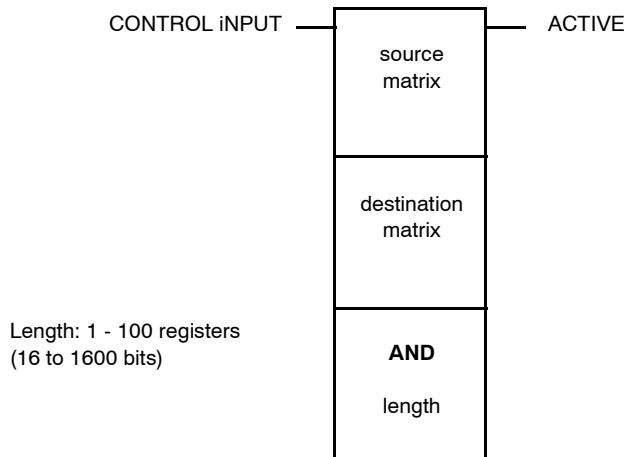 CONTROL iNPUT
ACTIVE
source
matrix
destination
matrix
Length: 1 - 100 registers
(16 to 1600 bits)
AND
length